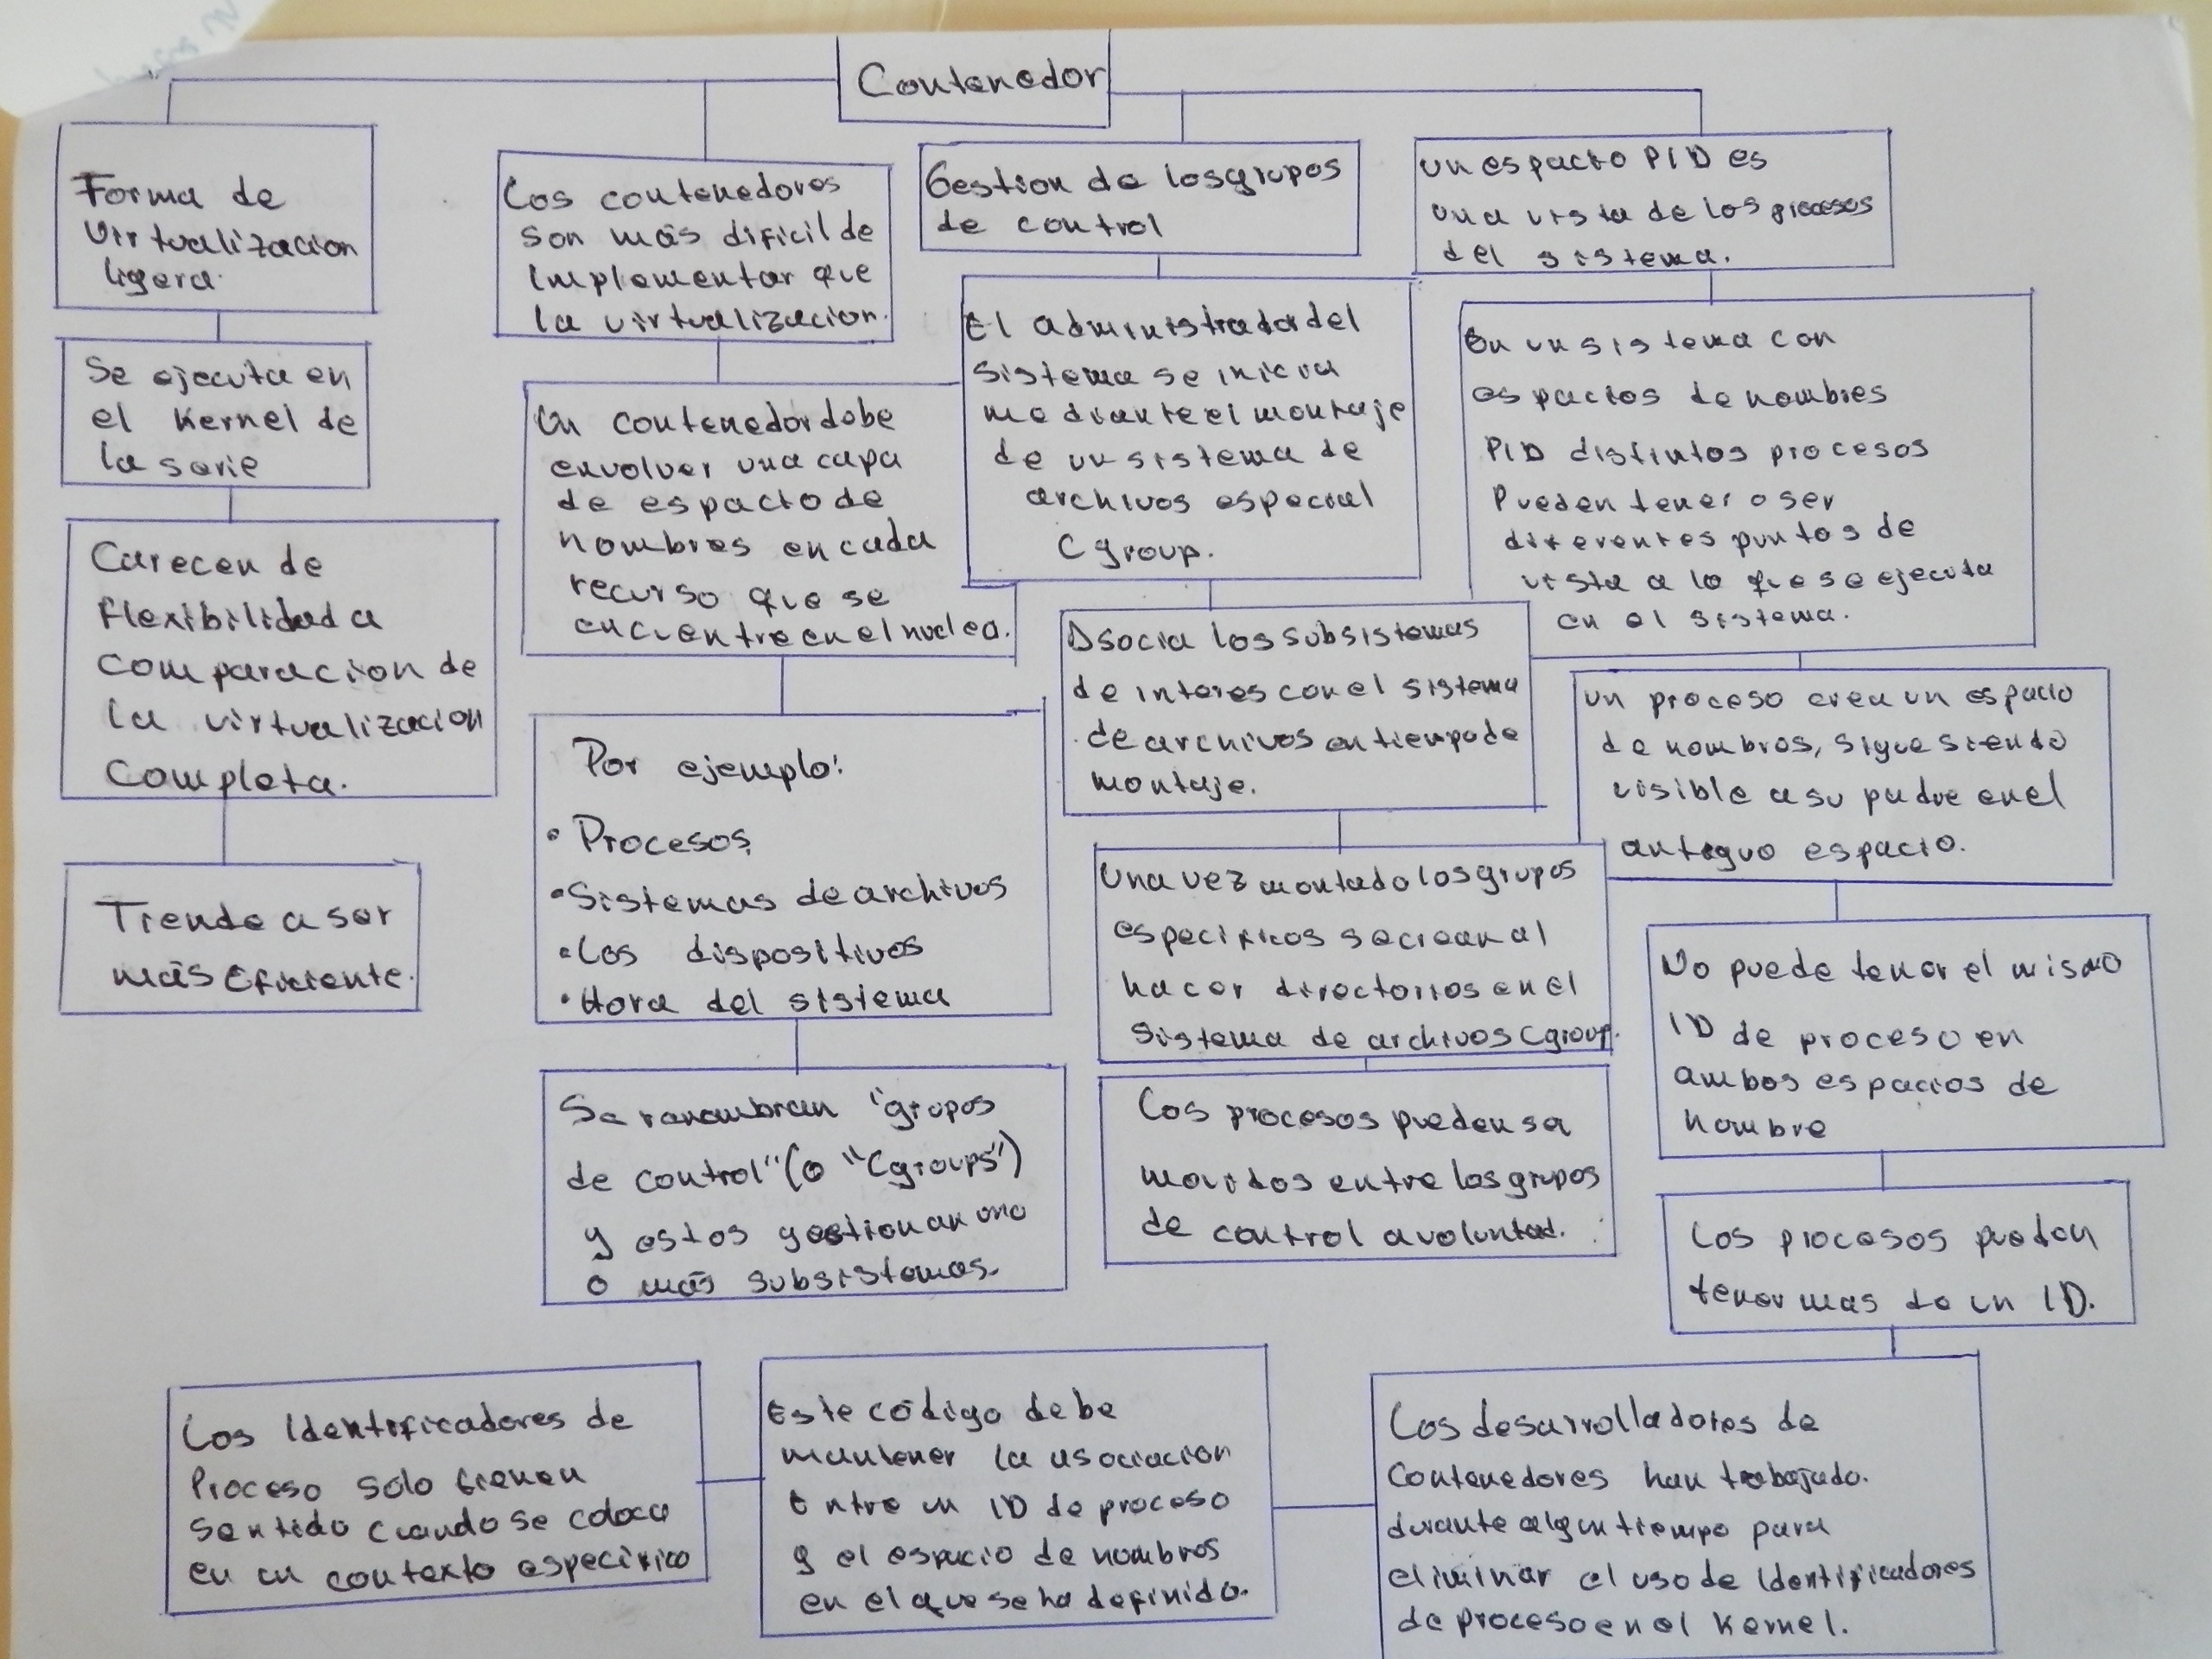 Contenedor
Forma de
Virtualizacion
ligera.
Se ejecuta en
el Kernel de
la serie
Carecen de
flexibilidad a
comparacion de
la virtualizacion
Completa.
Tiende a ser
más Eficiente.
Los contenedores
son más dificil de
Implementar que
la virtualizacion.
Un contenedor debe
envolver una capa
de espacio de
nombres en cada
recurso que se
encuentre en el nucleo.
Por ejemplo:
• Procesos
• Sistemas de archivos
• Los dispositivos
• Hora del sistema
Se renombran "grupos
de control" (o "Cgroups")
y estos gestionan uno
o más subsistemas.
Gestion de los grupos
de control
El administrador del
sistema se inicia
mediante el montaje
de un sistema de
archivos especial
Cgroup.
Asocia los subsistemas
de interes con el sistema
de archivos en tiempo de
montaje.
Una vez montado los grupos
especificos se crean al
hacer directorios en el
Sistema de archivos Cgroup.
Los procesos pueden ser
movidos entre los grupos
de control a voluntad.
un espacio PID es
una vista de los procesos
del sistema.
En un sistema con
espacios de nombres
PID distintos procesos
Pueden tener o ser
diferentes puntos de
vista a lo que se ejecuta
en el sistema.
un proceso crea un espacio
de nombres, sigue siendo
visible a su padre en el
antiguo espacio.
No puede tener el mismo
ID de proceso en
ambos espacios de
nombre
Los procesos pueden
tener mas de un ID.
Los desarrolladores de
Contenedores han trabajado.
durante algun tiempo para
eliminar el uso de Identificadores
de proceso en el Kernel.
Este código debe
mantener la asociacion
Entre un ID de proceso
y el espacio de nombres
en el que se ha definido.
Los Identificadores de
Proceso solo tienen
Sentido cuando se coloca
en un contexto especifico